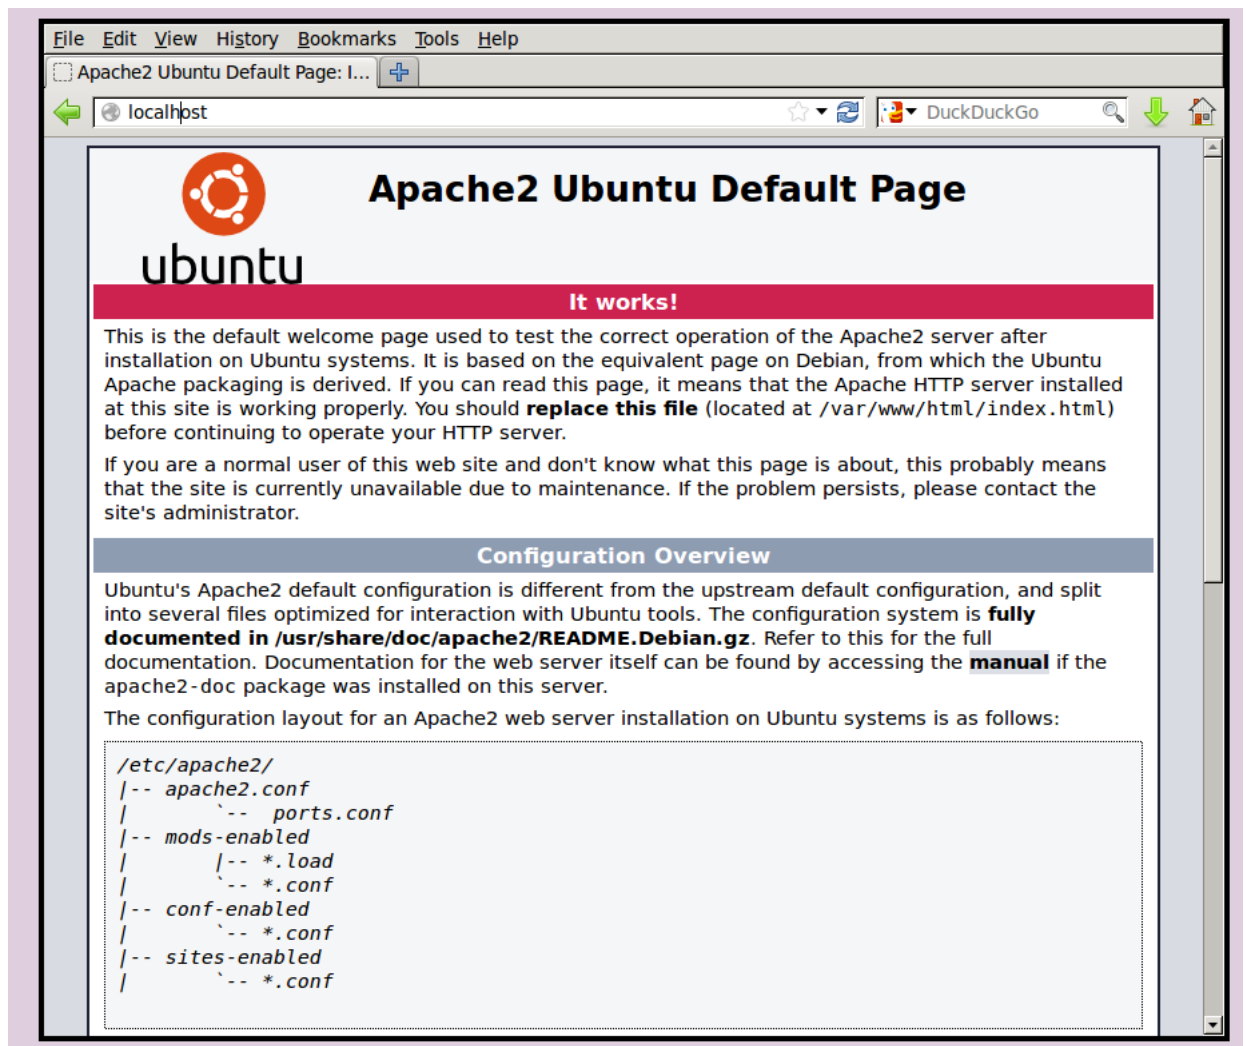 File Edit View History Bookmarks Tools Help
Apache2 Ubuntu Default Page: I...
localhost
DuckDuckGo
ubuntu
Apache2 Ubuntu Default Page
It works!
This is the default welcome page used to test the correct operation of the Apache2 server after
installation on Ubuntu systems. It is based on the equivalent page on Debian, from which the Ubuntu
Apache packaging is derived. If you can read this page, it means that the Apache HTTP server installed
at this site is working properly. You should replace this file (located at /var/www/html/index.html)
before continuing to operate your HTTP server.
If you are a normal user of this web site and don't know what this page is about, this probably means
that the site is currently unavailable due to maintenance. If the problem persists, please contact the
site's administrator.
Configuration Overview
Ubuntu's Apache2 default configuration is different from the upstream default configuration, and split
into several files optimized for interaction with Ubuntu tools. The configuration system is fully
documented in /usr/share/doc/apache2/README.Debian.gz. Refer to this for the full
documentation. Documentation for the web server itself can be found by accessing the manual if the
apache2-doc package was installed on this server.
The configuration layout for an Apache2 web server installation on Ubuntu systems is as follows:
/etc/apache2/
|-- apache2.conf
|       `--  ports.conf
|-- mods-enabled
|       |-- *.load
|       `-- *.conf
|-- conf-enabled
|       `-- *.conf
|-- sites-enabled
|       `-- *.conf